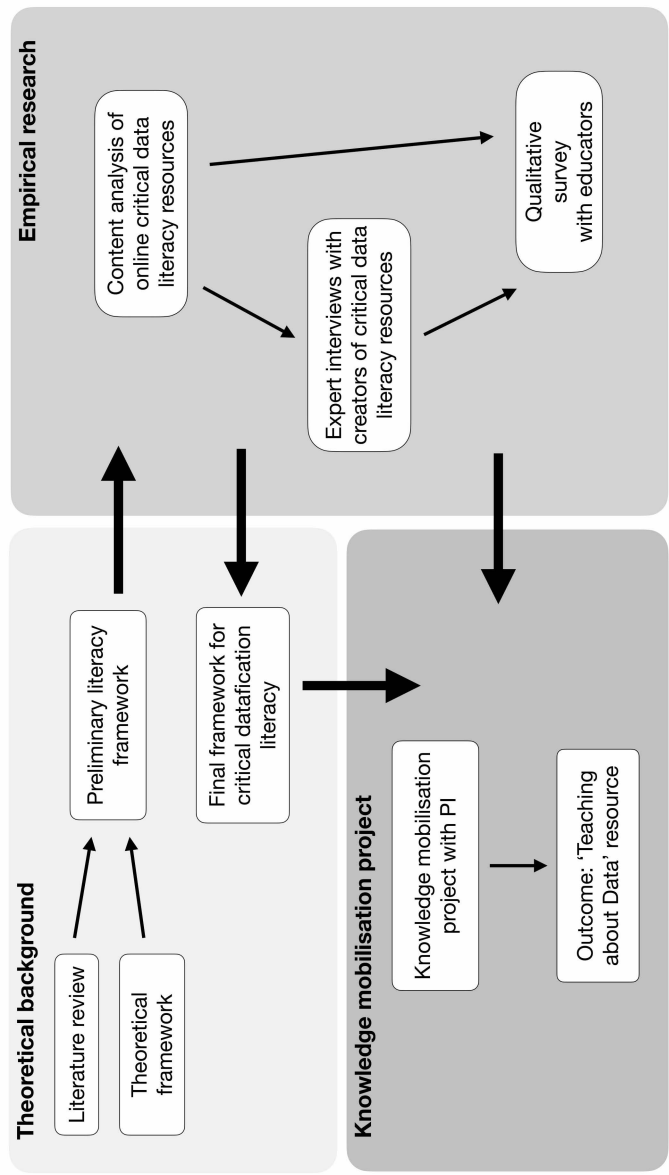 Theoretical background
Literature review
Theoretical
framework
Preliminary literacy
framework
Final framework for
critical datafication
literacy
Empirical research
Content analysis of
online critical data
literacy resources
Expert interviews with
creators of critical data
literacy resources
Qualitative
survey
with educators
Knowledge mobilisation project
Knowledge mobilisation
project with PI
Outcome: ‘Teaching
about Data’ resource